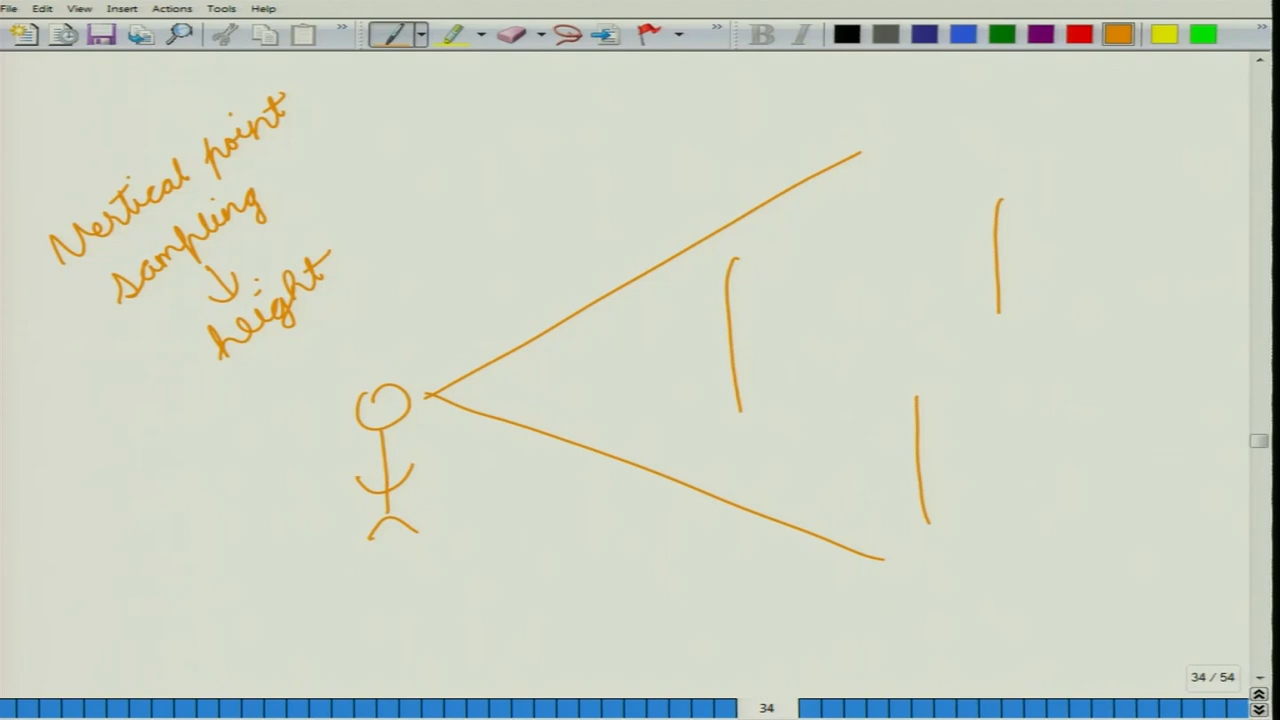 File Edit View Insert Actions Tools Help
B I
Vertical point
sampling
↓
height
34 / 54
34